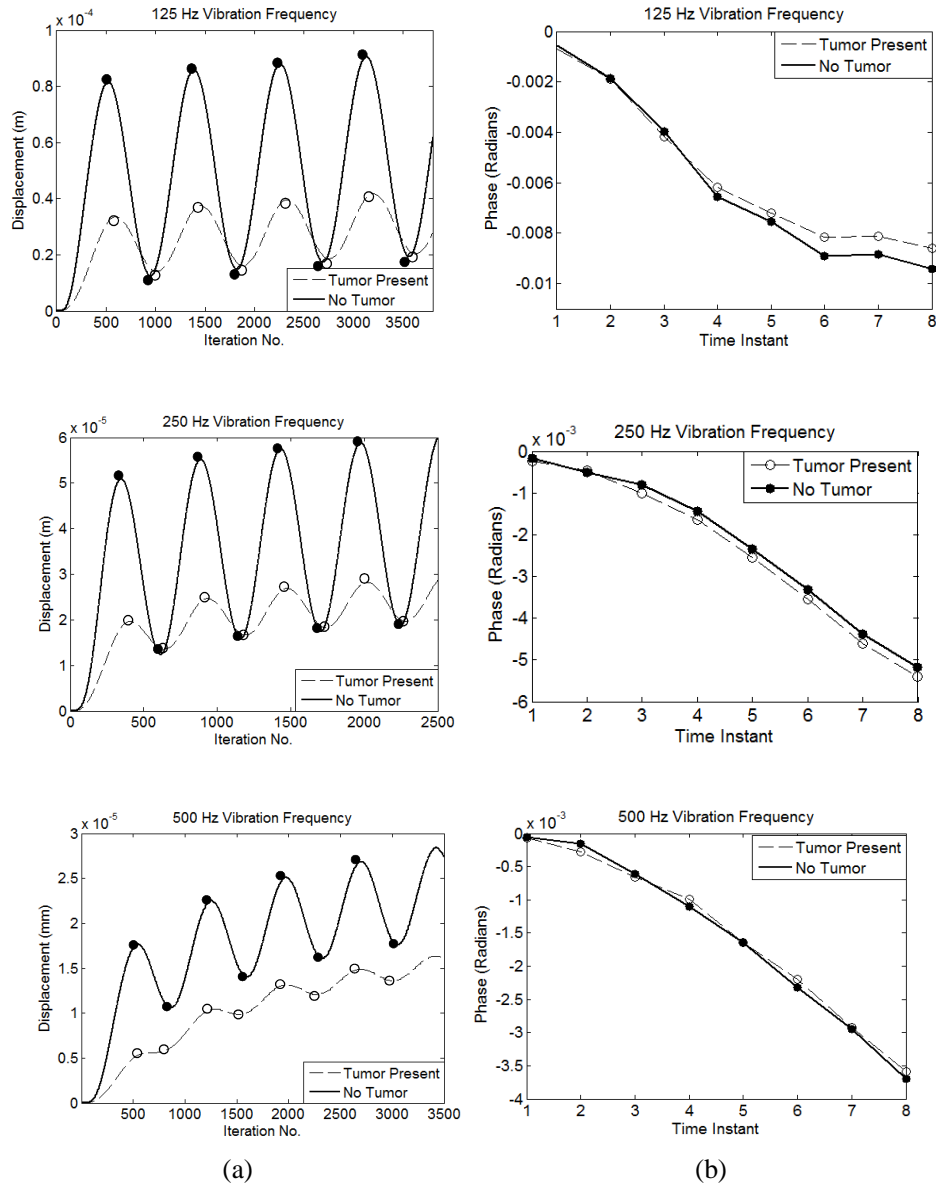 125 Hz Vibration Frequency
x 10^-4
1
0.8
0.6
0.4
0.2
0
Displacement (m)
0 500 1000 1500 2000 2500 3000 3500
Iteration No.
Tumor Present
No Tumor
125 Hz Vibration Frequency
-0.002
-0.004
-0.006
-0.008
-0.01
Phase (Radians)
1 2 3 4 5 6 7 8
Time Instant
Tumor Present
No Tumor
250 Hz Vibration Frequency
x 10^-5
6
5
4
3
2
1
0
Displacement (m)
0 500 1000 1500 2000 2500
Iteration No.
Tumor Present
No Tumor
250 Hz Vibration Frequency
x 10^-3
0
-1
-2
-3
-4
-5
-6
Phase (Radians)
1 2 3 4 5 6 7 8
Time Instant
Tumor Present
No Tumor
500 Hz Vibration Frequency
x 10^-5
3
2.5
2
1.5
1
0.5
0
Displacement (mm)
500 1000 1500 2000 2500 3000 3500
Iteration No.
Tumor Present
No Tumor
500 Hz Vibration Frequency
x 10^-3
0
-0.5
-1
-1.5
-2
-2.5
-3
-3.5
-4
Phase (Radians)
1 2 3 4 5 6 7 8
Time Instant
Tumor Present
No Tumor
(a)
(b)